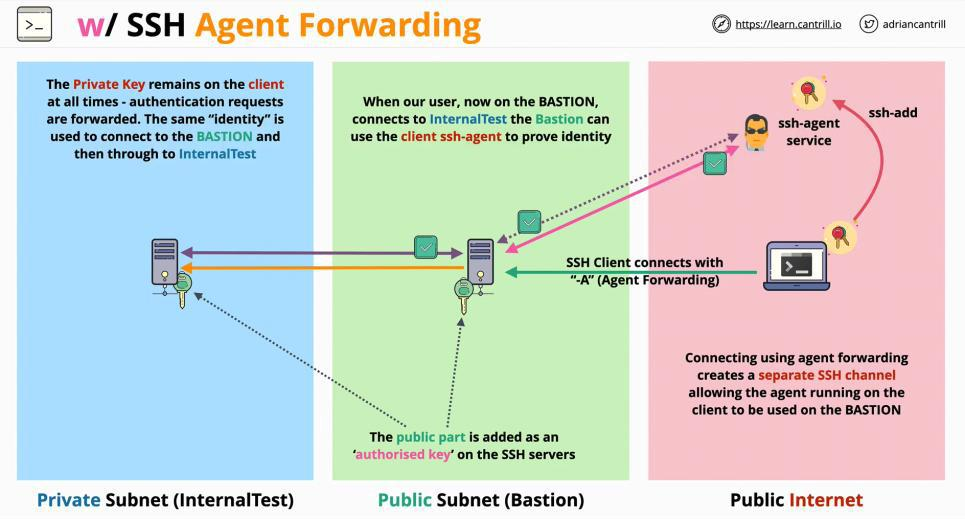 >_ w/ SSH Agent Forwarding
https://learn.cantrill.io
adriancantrill
The Private Key remains on the client
at all times - authentication requests
are forwarded. The same “identity” is
used to connect to the BASTION and
then through to InternalTest
When our user, now on the BASTION,
connects to InternalTest the Bastion can
use the client ssh-agent to prove identity
ssh-agent
service
ssh-add
SSH Client connects with
“-A” (Agent Forwarding)
Connecting using agent forwarding
creates a separate SSH channel
allowing the agent running on the
client to be used on the BASTION
The public part is added as an
‘authorised key’ on the SSH servers
Private Subnet (InternalTest)
Public Subnet (Bastion)
Public Internet